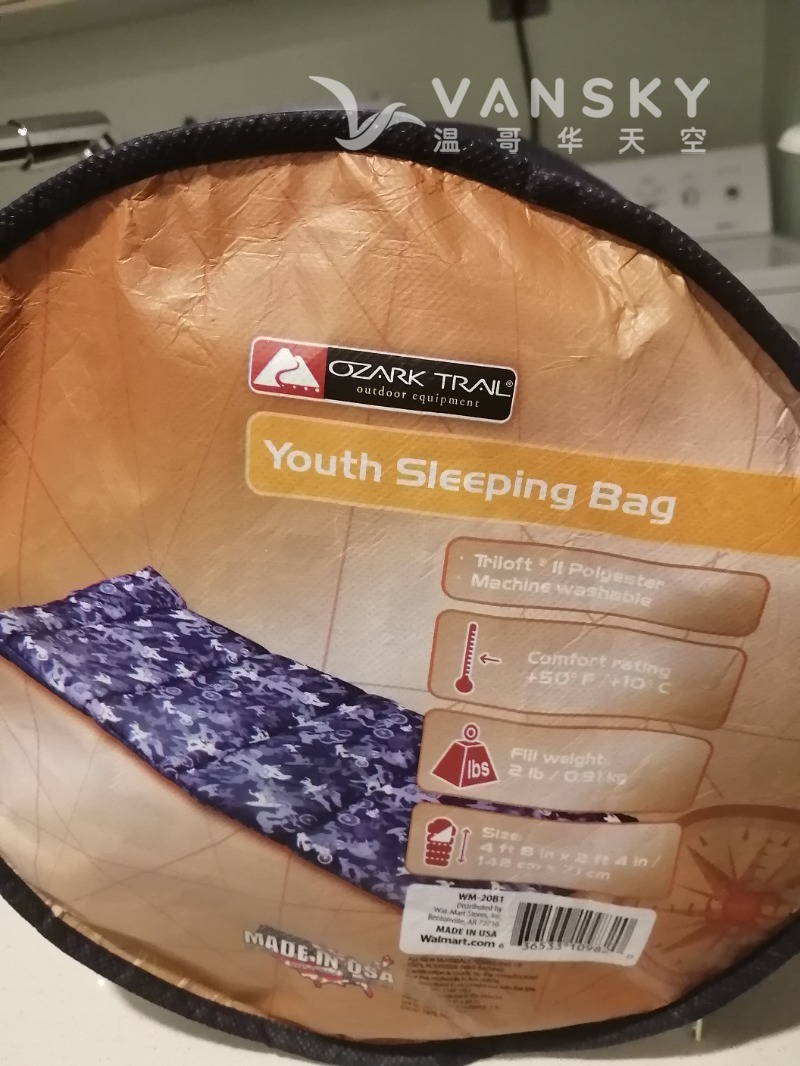 VANSKY
温哥华天空
OZARK TRAIL®
outdoor equipment
Youth Sleeping Bag
· Triloft® II Polyester
· Machine washable
Comfort rating
+50° F /+10° C
lbs
Fill weight:
2 lb / 0.91 kg
Size:
4 ft 8 in x 2 ft 4 in /
142 cm x 71 cm
WM-20B1
Distributed by
Wal-Mart Stores, Inc.
Bentonville, AR 72716
MADE IN USA
Walmart.com
MADE IN USA